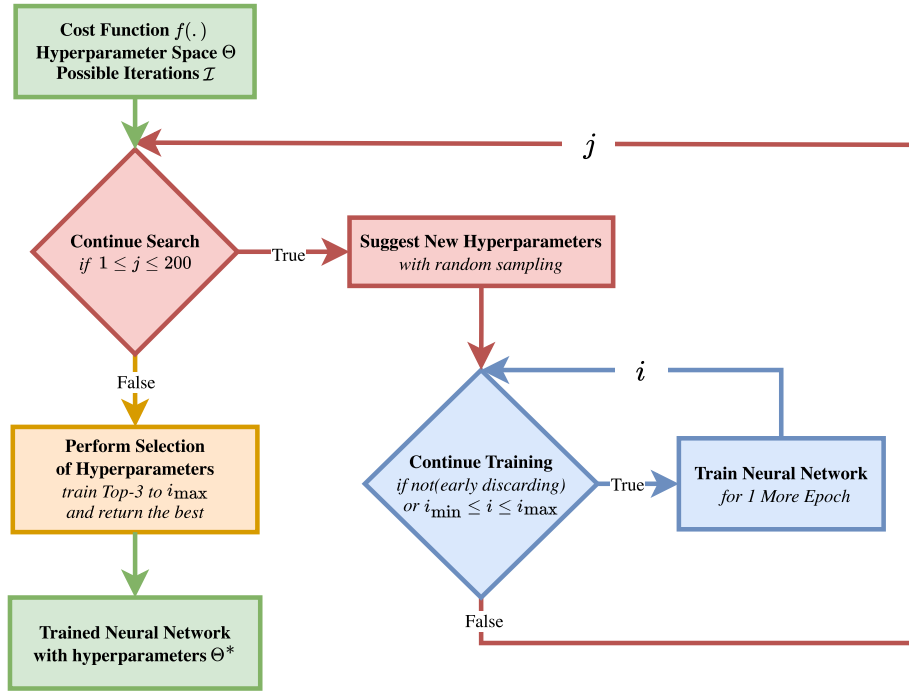 Cost Function f(.)
Hyperparameter Space Θ
Possible Iterations ℐ
j
Continue Search
if 1 ≤ j ≤ 200
True
Suggest New Hyperparameters
with random sampling
False
i
Perform Selection
of Hyperparameters
train Top-3 to i_max
and return the best
Continue Training
if not(early discarding)
or i_min ≤ i ≤ i_max
True
Train Neural Network
for 1 More Epoch
False
Trained Neural Network
with hyperparameters Θ*